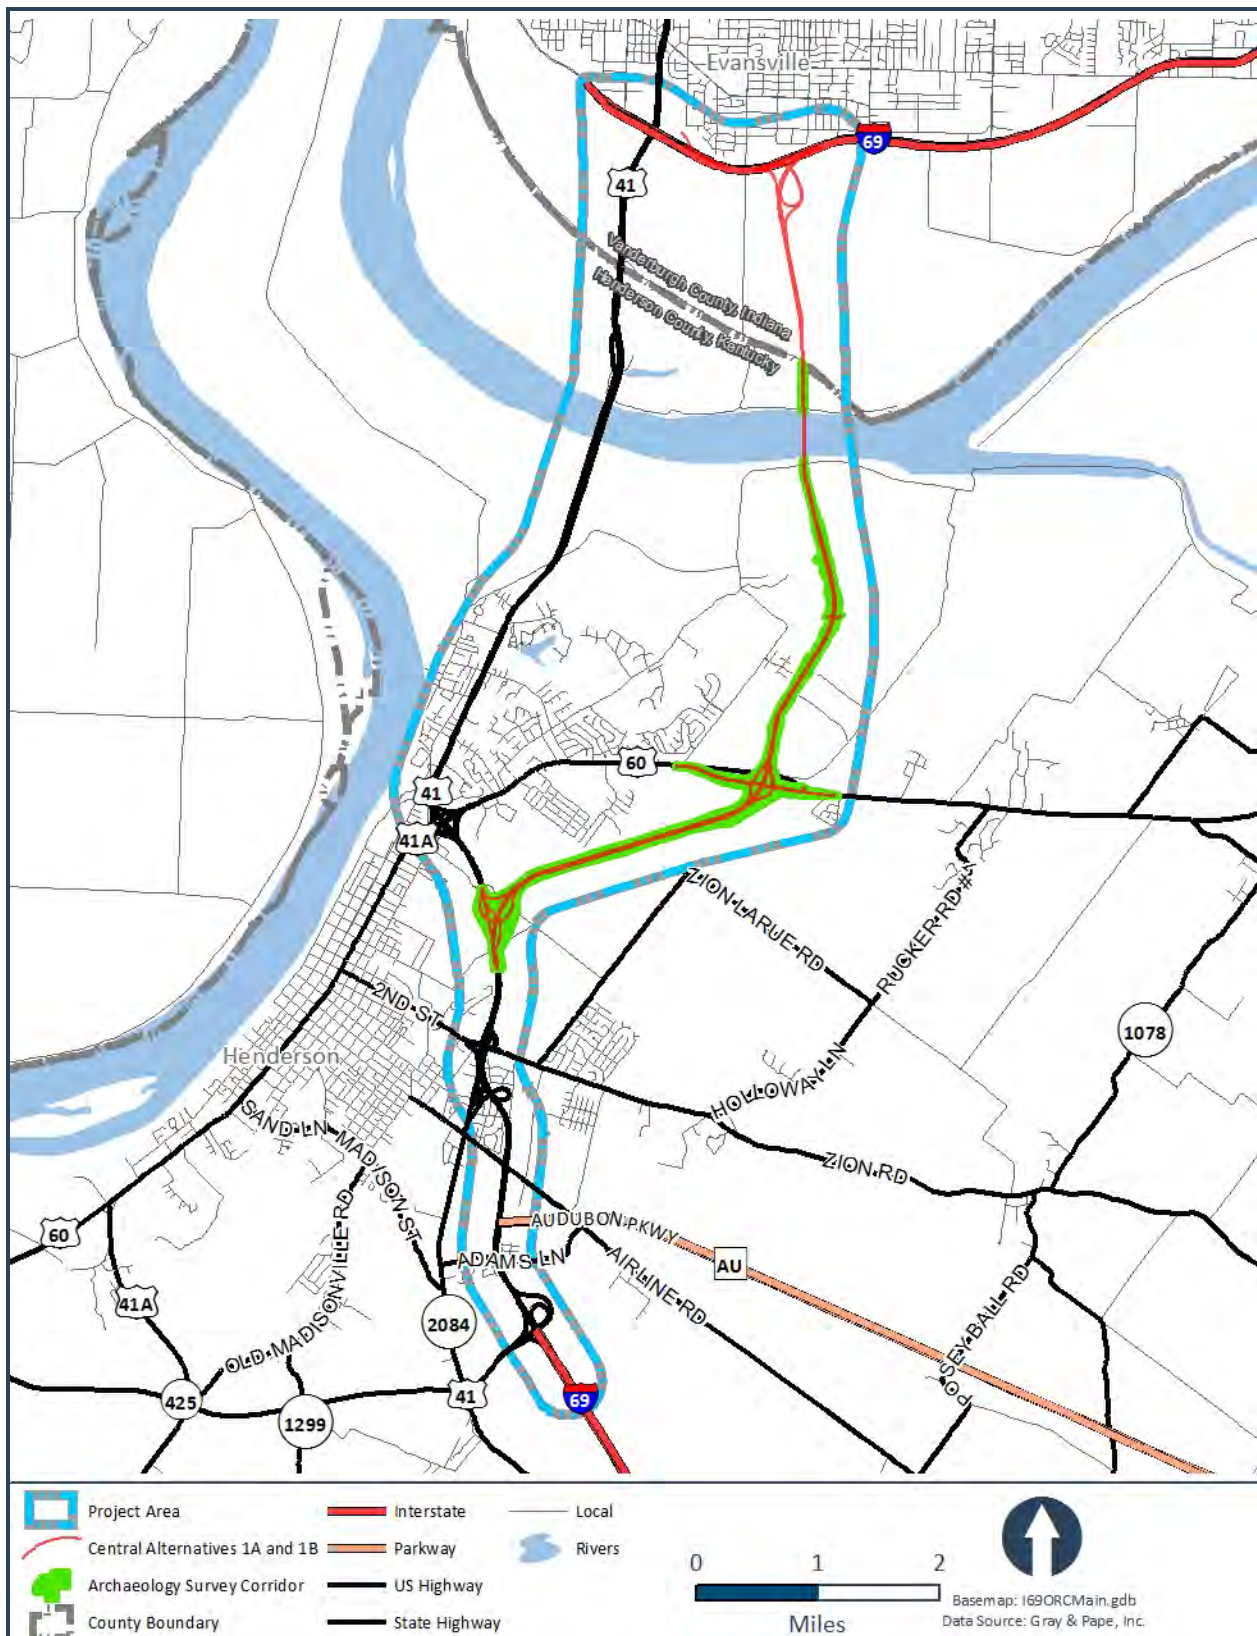 Evansville
69
41
Vanderburgh County, Indiana
Henderson County, Kentucky
60
41
41A
ZION LARUE RD
RUCKER RD #1
2ND ST
1078
Henderson
HOLLOWAY LN
SAND LN
MADISON ST
ZION RD
OLD MADISONVILLE RD
60
AUDUBON PKWY
ADAMS LN
AU
AIRLINE RD
41A
POSEY BALL RD
2084
425
1299
41
69
Project Area
Interstate
Local
Central Alternatives 1A and 1B
Parkway
Rivers
Archaeology Survey Corridor
US Highway
County Boundary
State Highway
0 1 2
Miles
Basemap: I69ORCMain.gdb
Data Source: Gray & Pape, Inc.